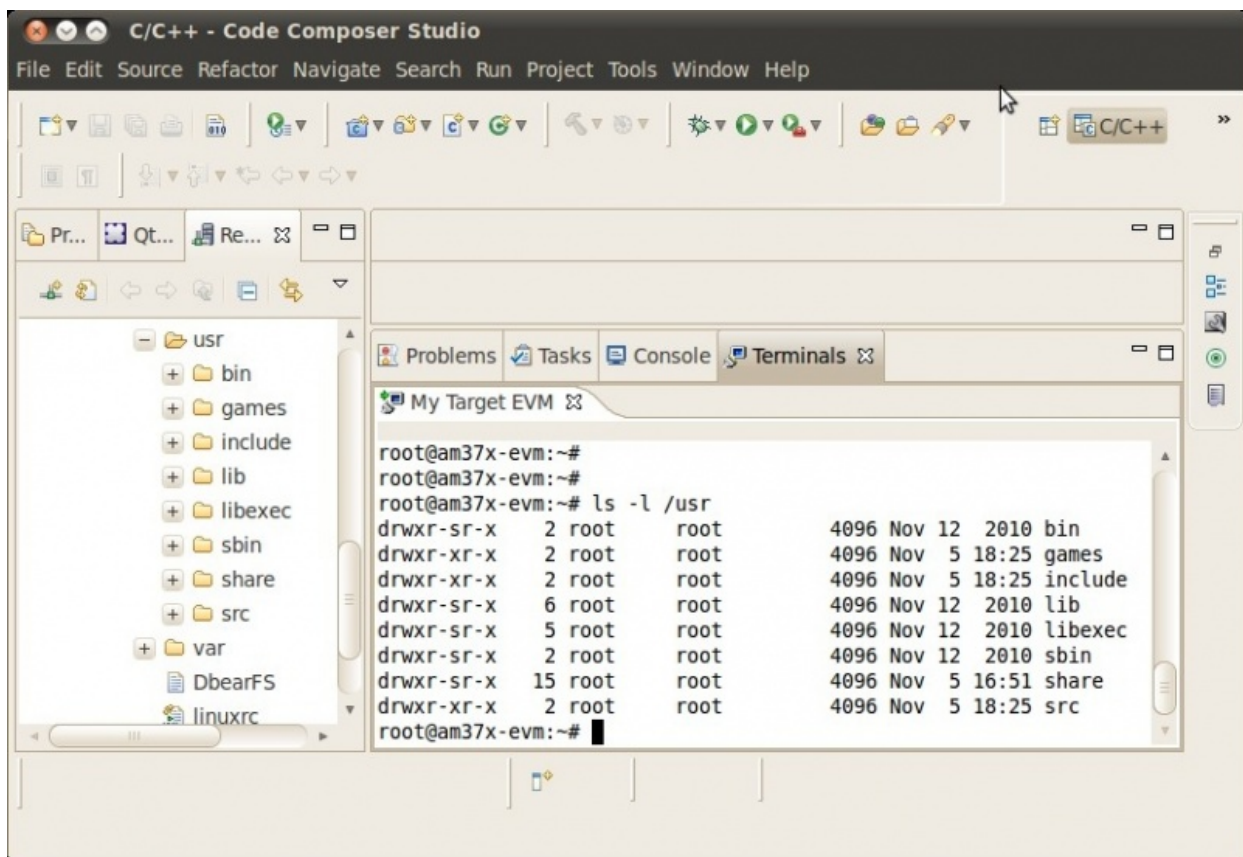 C/C++ - Code Composer Studio
File Edit Source Refactor Navigate Search Run Project Tools Window Help
010
C/C++
Pr... Qt... Re...
usr
bin
games
include
lib
libexec
sbin
share
src
var
DbearFS
linuxrc
Problems Tasks Console Terminals
My Target EVM
root@am37x-evm:~#
root@am37x-evm:~#
root@am37x-evm:~# ls -l /usr
drwxr-sr-x 2 root root 4096 Nov 12 2010 bin
drwxr-xr-x 2 root root 4096 Nov 5 18:25 games
drwxr-xr-x 2 root root 4096 Nov 5 18:25 include
drwxr-sr-x 6 root root 4096 Nov 12 2010 lib
drwxr-sr-x 5 root root 4096 Nov 12 2010 libexec
drwxr-sr-x 2 root root 4096 Nov 12 2010 sbin
drwxr-sr-x 15 root root 4096 Nov 5 16:51 share
drwxr-xr-x 2 root root 4096 Nov 5 18:25 src
root@am37x-evm:~#